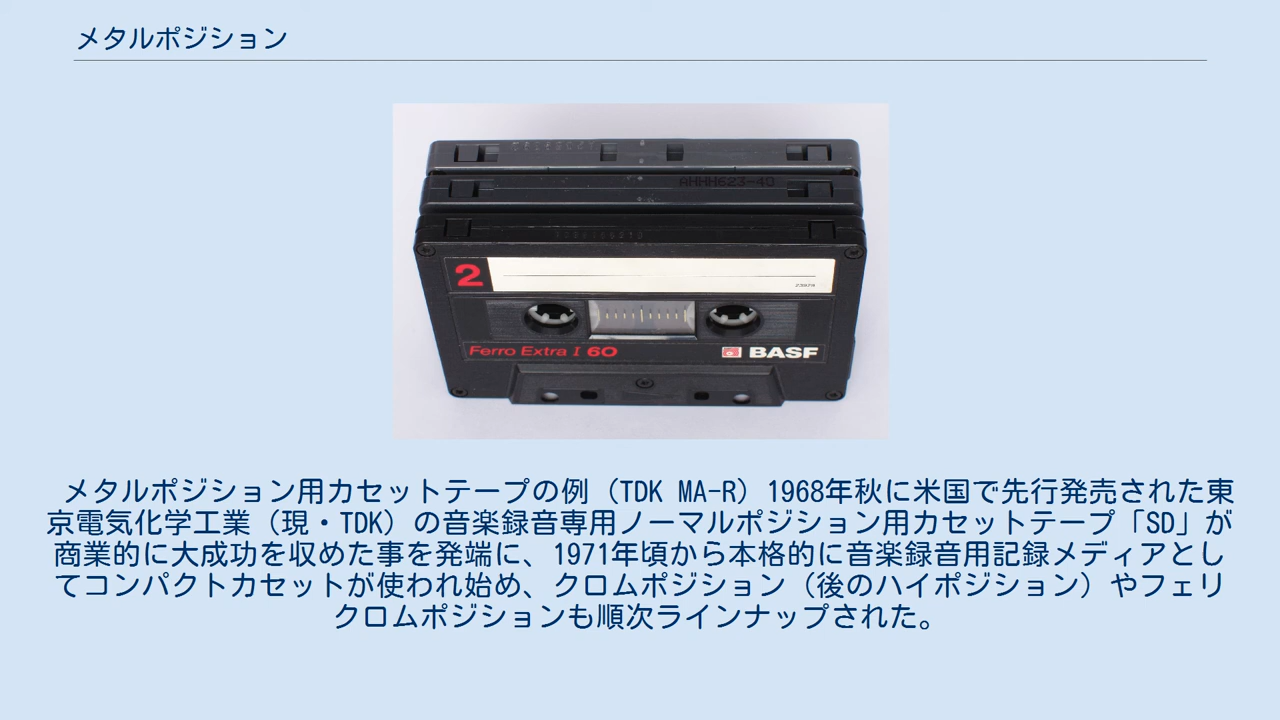 メタルポジション
AHHH623-40
2
Ferro Extra I 60
BASF
メタルポジション用カセットテープの例（TDK MA-R）1968年秋に米国で先行発売された東
京電気化学工業（現・TDK）の音楽録音専用ノーマルポジション用カセットテープ「SD」が
商業的に大成功を収めた事を発端に、1971年頃から本格的に音楽録音用記録メディアとし
てコンパクトカセットが使われ始め、クロムポジション（後のハイポジション）やフェリ
クロムポジションも順次ラインナップされた。